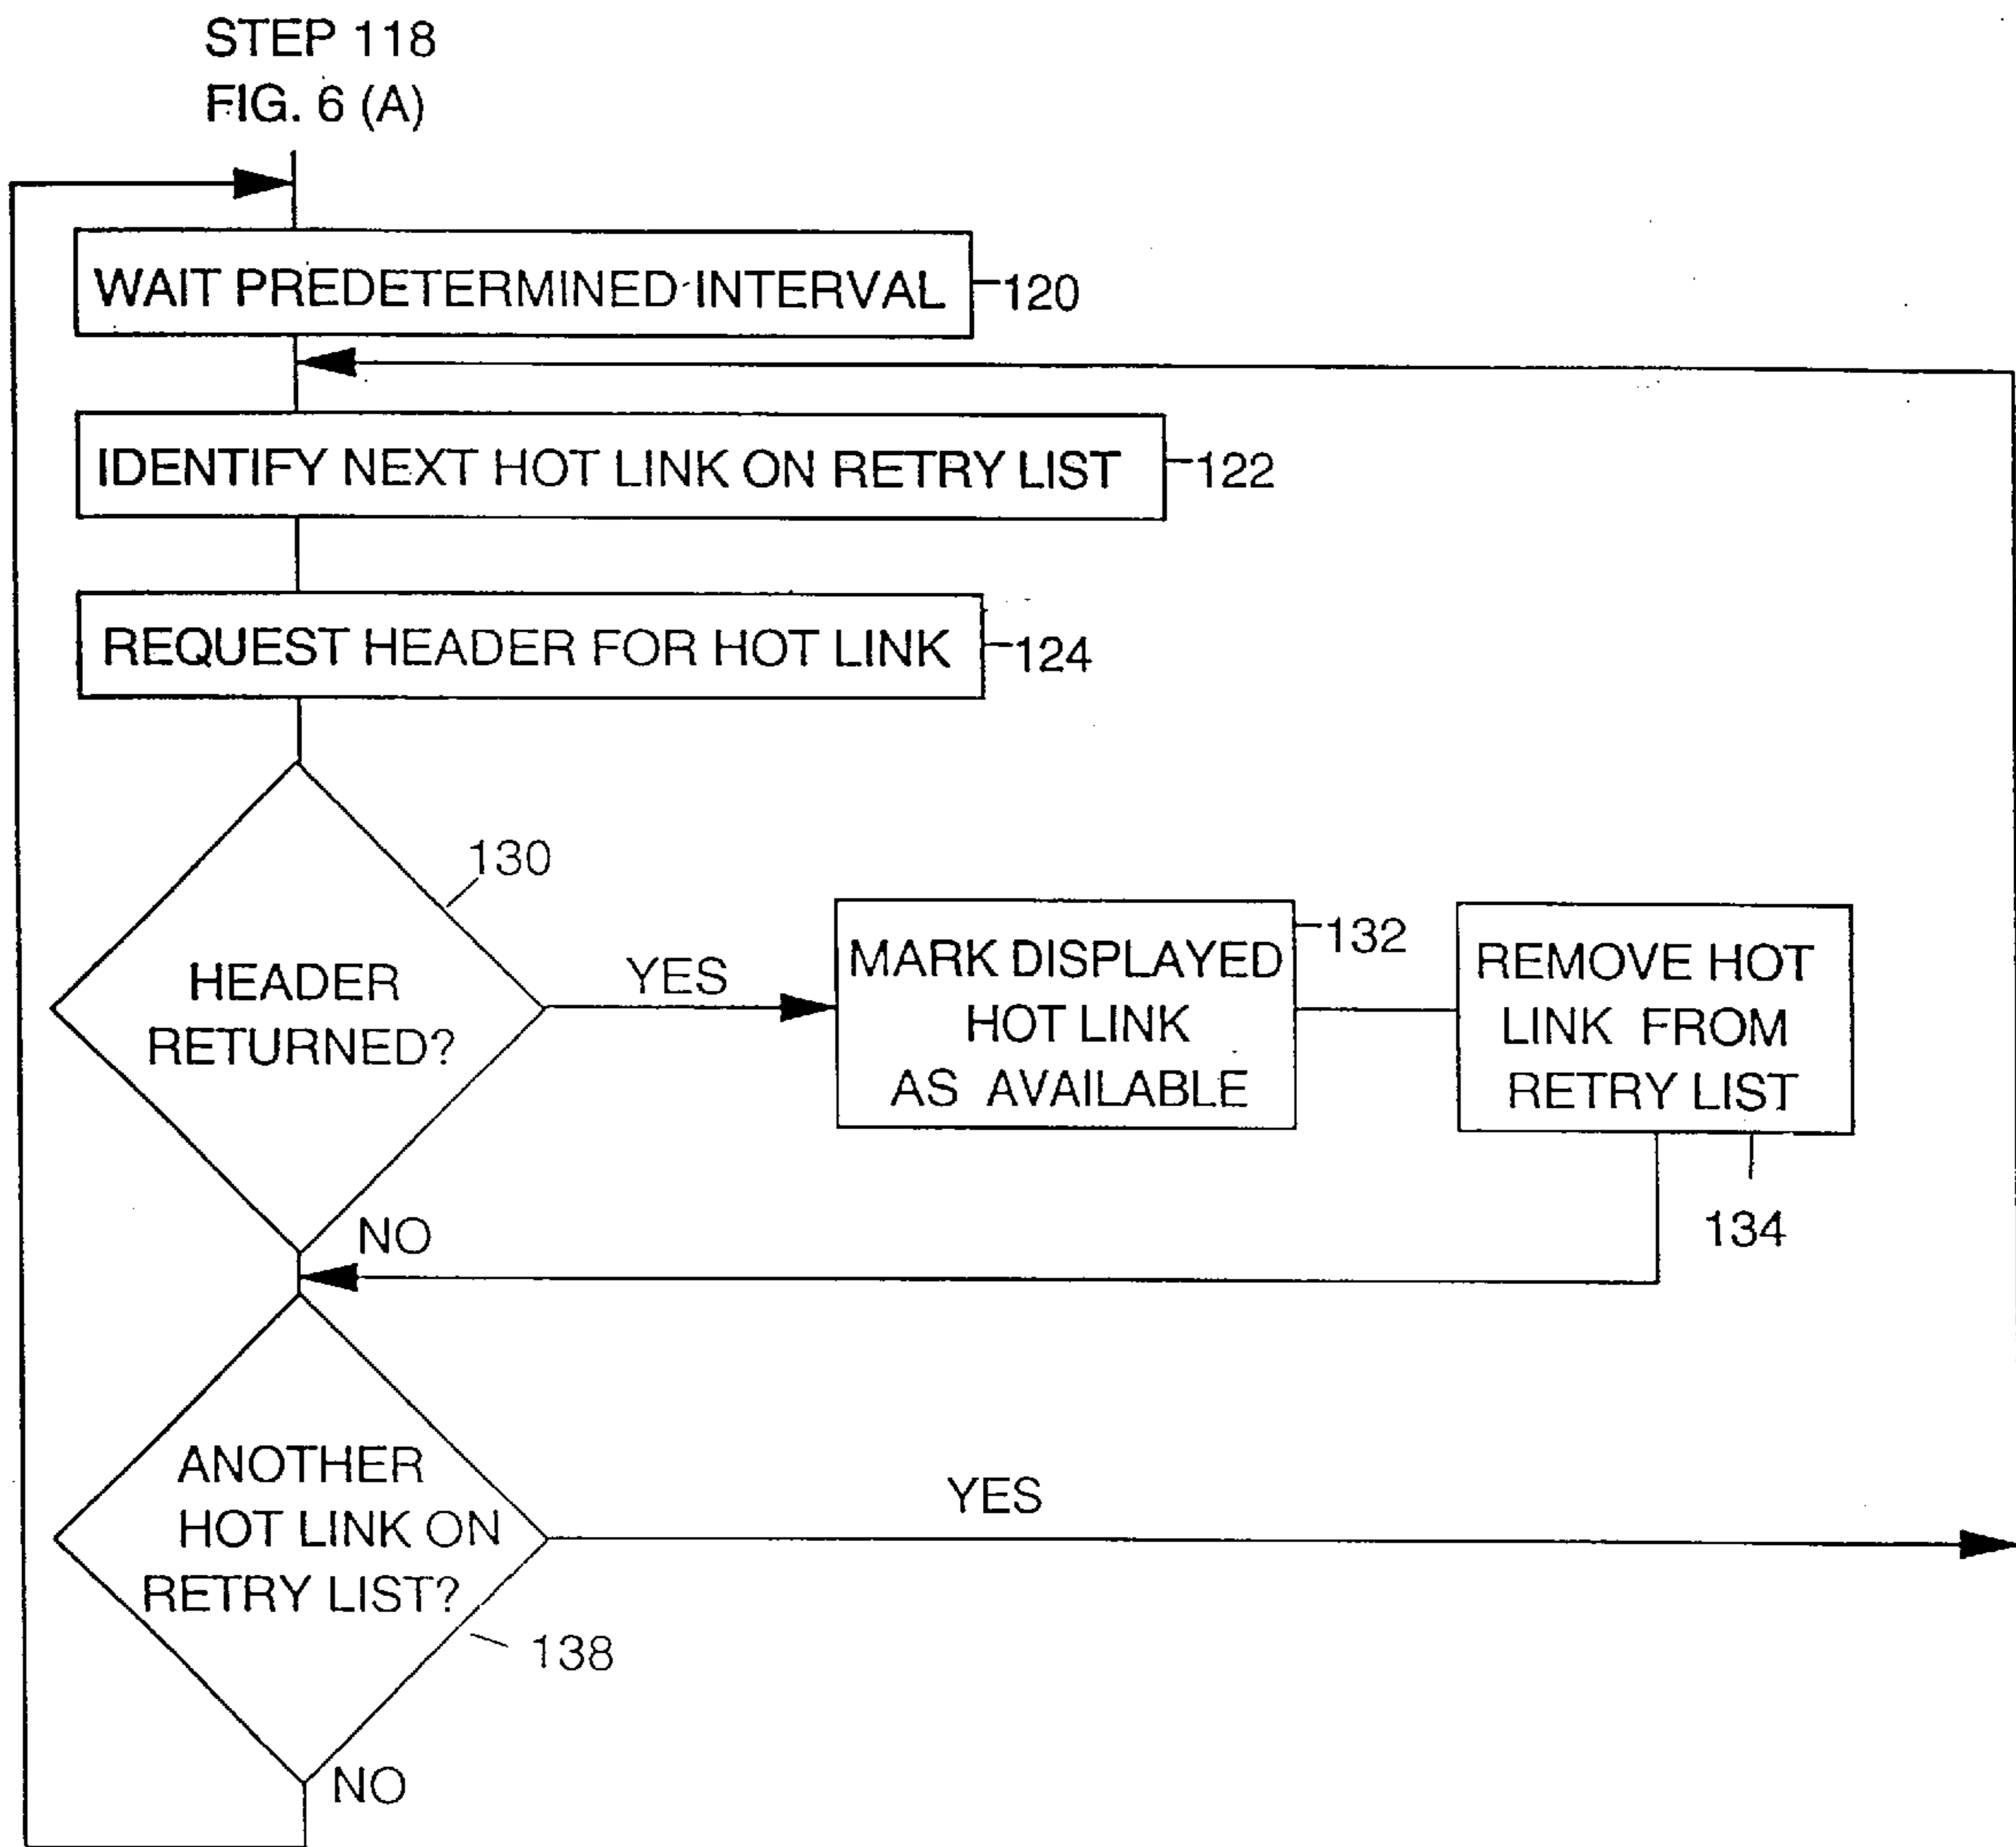 STEP 118
FIG. 6 (A)
WAIT PREDETERMINED INTERVAL
120
IDENTIFY NEXT HOT LINK ON RETRY LIST
122
REQUEST HEADER FOR HOT LINK
124
130
HEADER
RETURNED?
YES
MARK DISPLAYED
HOT LINK
AS AVAILABLE
132
REMOVE HOT
LINK FROM
RETRY LIST
134
NO
ANOTHER
HOT LINK ON
RETRY LIST?
YES
138
NO